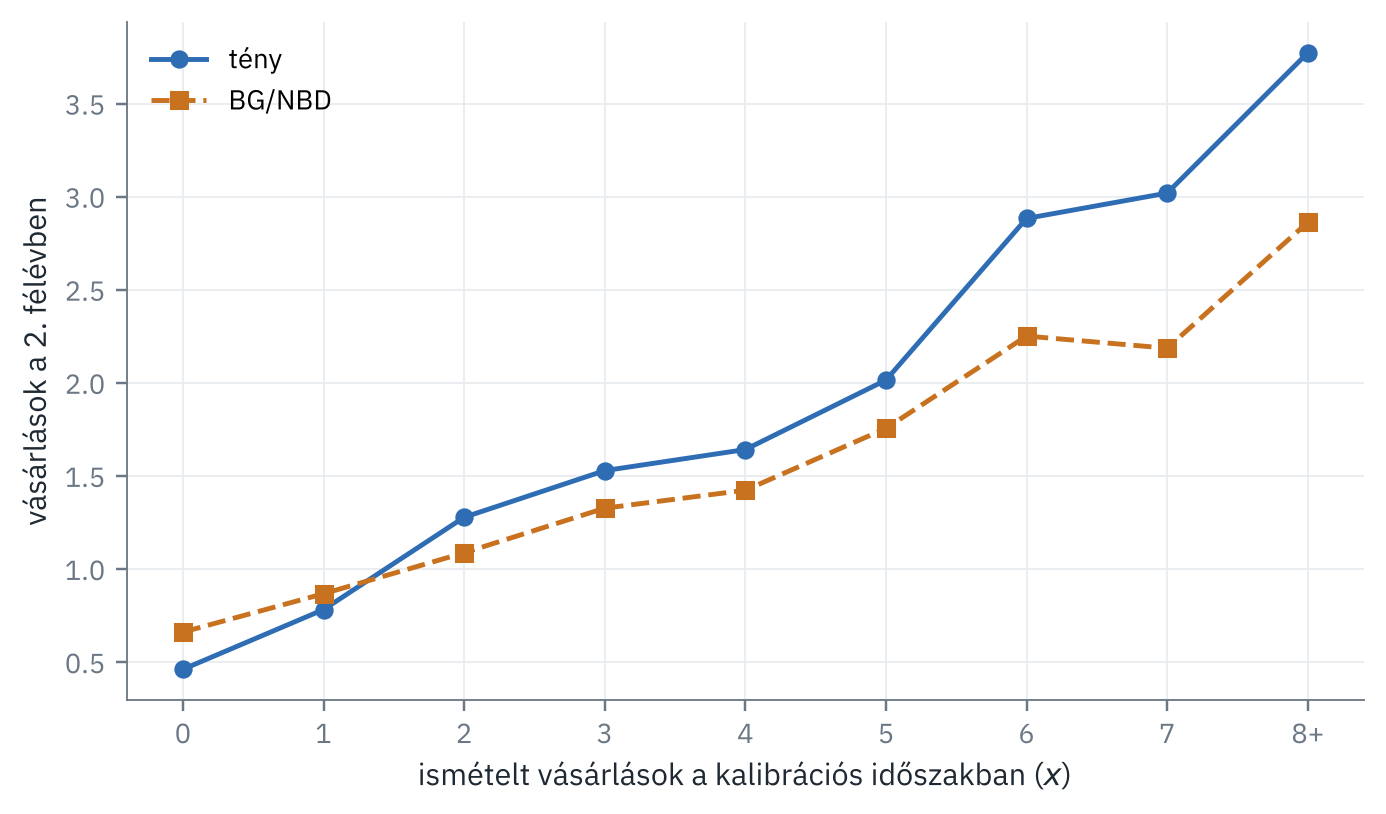 tény
BG/NBD
3.5
3.0
2.5
2.0
1.5
1.0
0.5
vásárlások a 2. félévben
0 1 2 3 4 5 6 7 8+
ismételt vásárlások a kalibrációs időszakban (x)